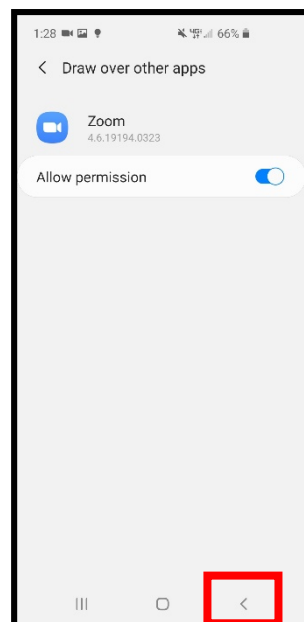 1:28 66%
Draw over other apps
Zoom
4.6.19194.0323
Allow permission